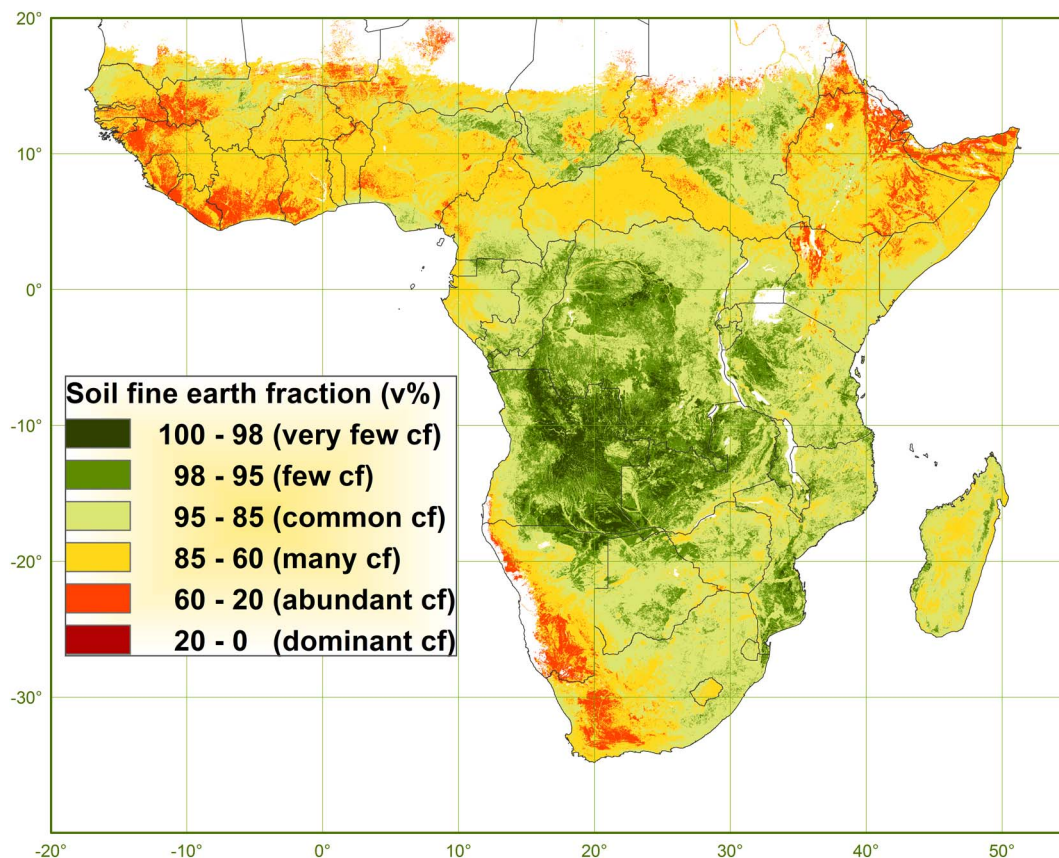 20°
10°
0°
-10°
-20°
-30°
Soil fine earth fraction (v%)
100 - 98 (very few cf)
98 - 95 (few cf)
95 - 85 (common cf)
85 - 60 (many cf)
60 - 20 (abundant cf)
20 - 0 (dominant cf)
-20° -10° 0° 10° 20° 30° 40° 50°